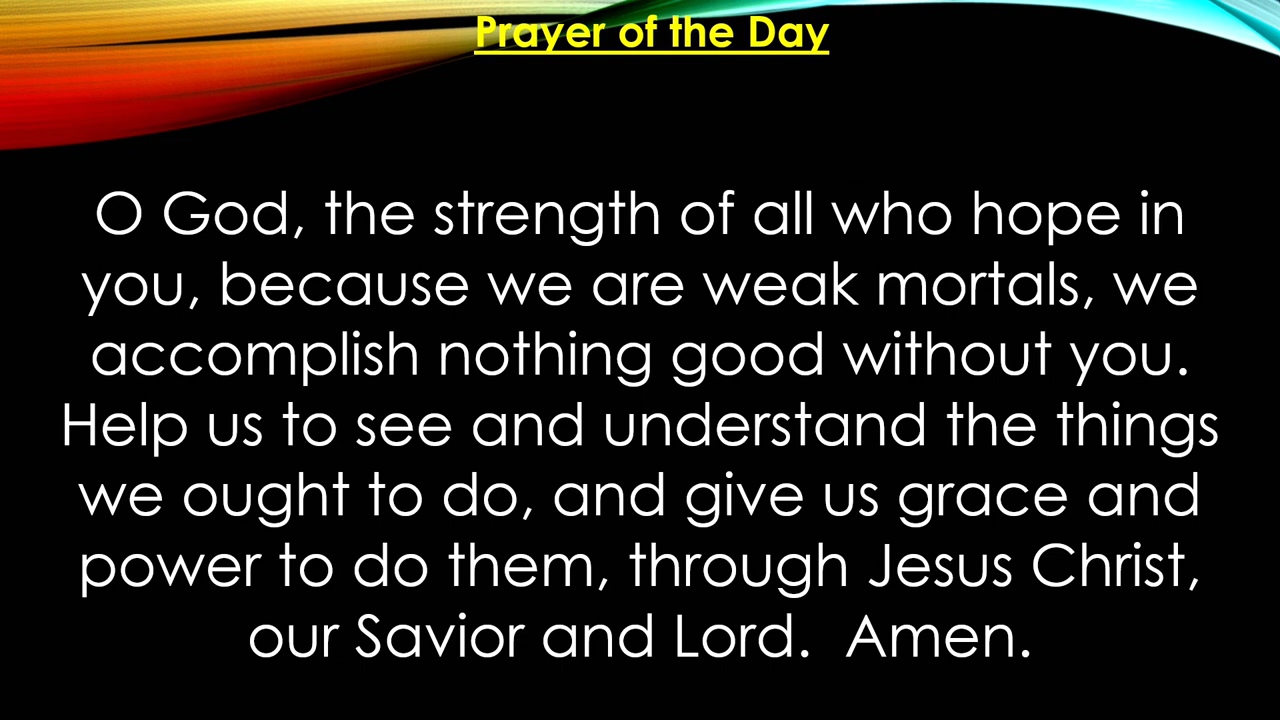 Prayer of the Day
O God, the strength of all who hope in
you, because we are weak mortals, we
accomplish nothing good without you.
Help us to see and understand the things
we ought to do, and give us grace and
power to do them, through Jesus Christ,
our Savior and Lord.  Amen.